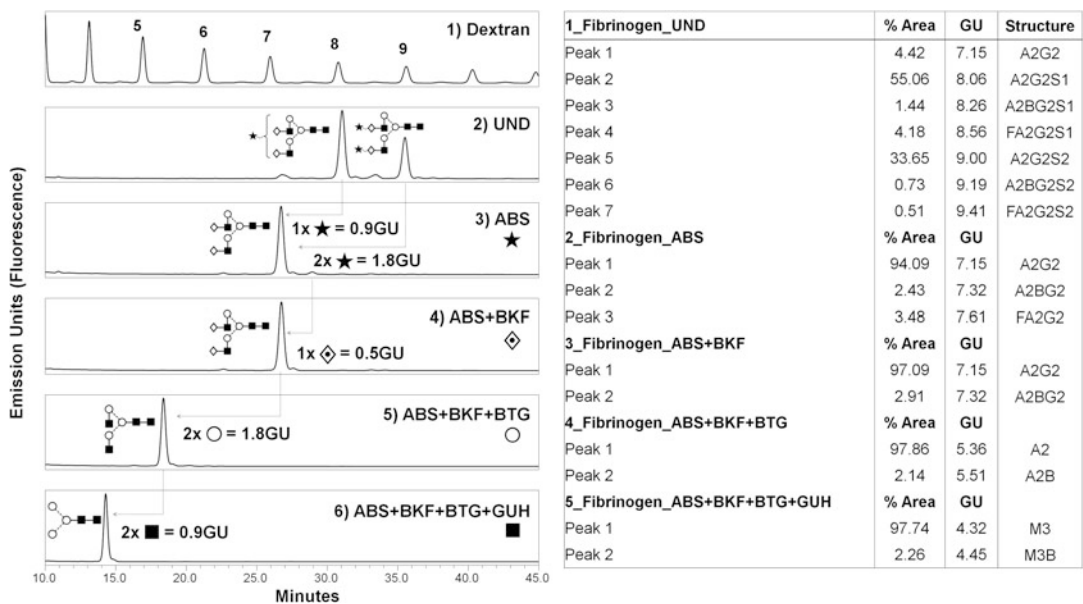 1) Dextran
5 6 7 8 9
2) UND
3) ABS
1x ★ = 0.9GU
2x ★ = 1.8GU
4) ABS+BKF
1x = 0.5GU
5) ABS+BKF+BTG
2x ○ = 1.8GU
6) ABS+BKF+BTG+GUH
2x ■ = 0.9GU
10.0 15.0 20.0 25.0 30.0 35.0 40.0 45.0
Minutes
Emission Units (Fluorescence)
1_Fibrinogen_UND % Area GU Structure
Peak 1 4.42 7.15 A2G2
Peak 2 55.06 8.06 A2G2S1
Peak 3 1.44 8.26 A2BG2S1
Peak 4 4.18 8.56 FA2G2S1
Peak 5 33.65 9.00 A2G2S2
Peak 6 0.73 9.19 A2BG2S2
Peak 7 0.51 9.41 FA2G2S2
2_Fibrinogen_ABS % Area GU
Peak 1 94.09 7.15 A2G2
Peak 2 2.43 7.32 A2BG2
Peak 3 3.48 7.61 FA2G2
3_Fibrinogen_ABS+BKF % Area GU
Peak 1 97.09 7.15 A2G2
Peak 2 2.91 7.32 A2BG2
4_Fibrinogen_ABS+BKF+BTG % Area GU
Peak 1 97.86 5.36 A2
Peak 2 2.14 5.51 A2B
5_Fibrinogen_ABS+BKF+BTG+GUH % Area GU
Peak 1 97.74 4.32 M3
Peak 2 2.26 4.45 M3B